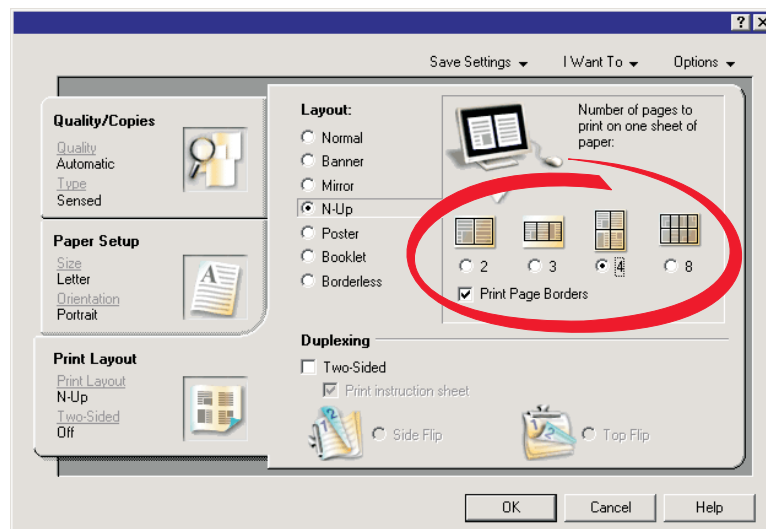 Save Settings I Want To Options
Quality/Copies
Quality
Automatic
Type
Sensed
Paper Setup
Size
Letter
Orientation
Portrait
Print Layout
Print Layout
N-Up
Two-Sided
Off
Layout:
Normal
Banner
Mirror
N-Up
Poster
Booklet
Borderless
Number of pages to
print on one sheet of
paper:
2 3 4 8
Print Page Borders
Duplexing
Two-Sided
Print instruction sheet
Side Flip Top Flip
OK Cancel Help